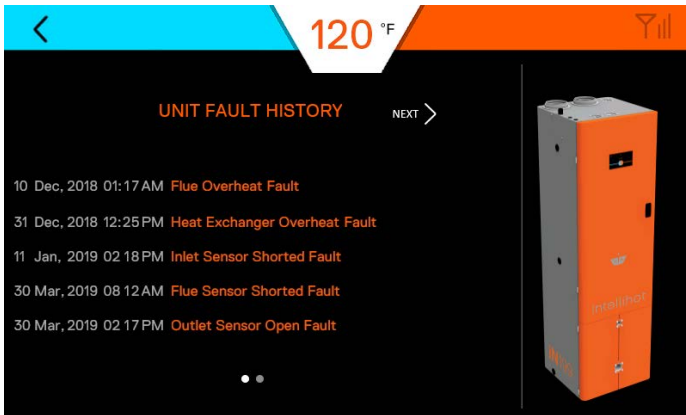 120 °F
UNIT FAULT HISTORY NEXT
10 Dec, 2018 01:17 AM Flue Overheat Fault
31 Dec, 2018 12:25 PM Heat Exchanger Overheat Fault
11 Jan, 2019 02 18 PM Inlet Sensor Shorted Fault
30 Mar, 2019 08 12 AM Flue Sensor Shorted Fault
30 Mar, 2019 02 17 PM Outlet Sensor Open Fault
intellihot